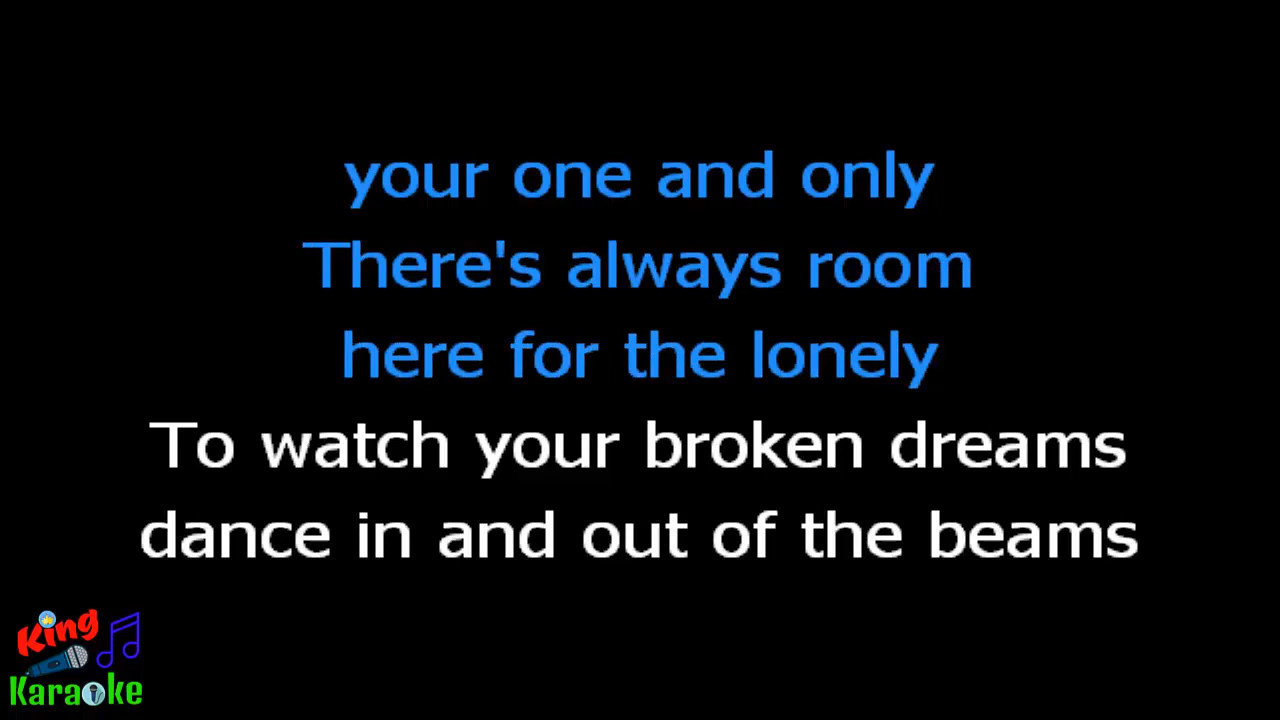 your one and only
There's always room
here for the lonely
To watch your broken dreams
dance in and out of the beams
King
Karaoke